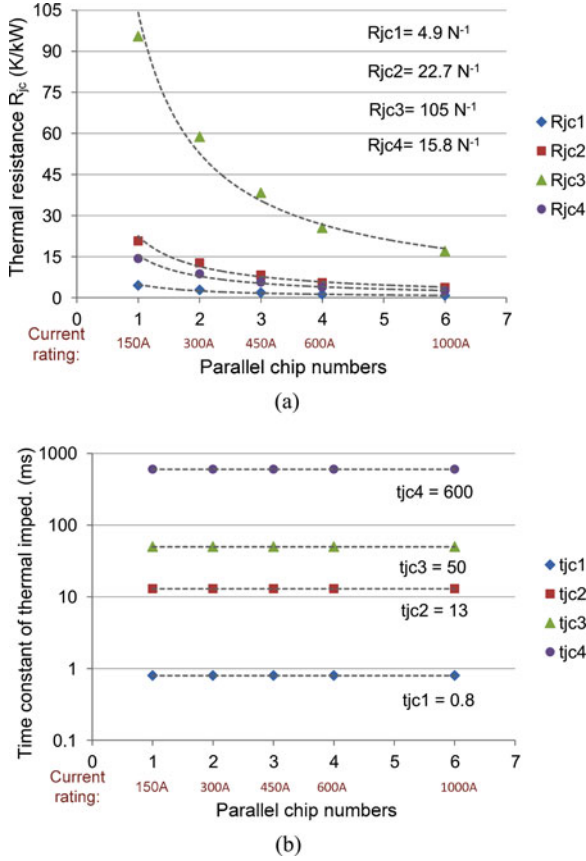 Thermal resistance Rjc (K/kW)
105
90
75
60
45
30
15
0
Rjc1= 4.9 N-1
Rjc2= 22.7 N-1
Rjc3= 105 N-1
Rjc4= 15.8 N-1
Rjc1
Rjc2
Rjc3
Rjc4
0 1 2 3 4 5 6 7
Current rating:
150A 300A 450A 600A 1000A
Parallel chip numbers
(a)
Time constant of thermal imped. (ms)
1000
100
10
1
0.1
tjc4 = 600
tjc3 = 50
tjc2 = 13
tjc1 = 0.8
tjc1
tjc2
tjc3
tjc4
0 1 2 3 4 5 6 7
Current rating:
150A 300A 450A 600A 1000A
Parallel chip numbers
(b)